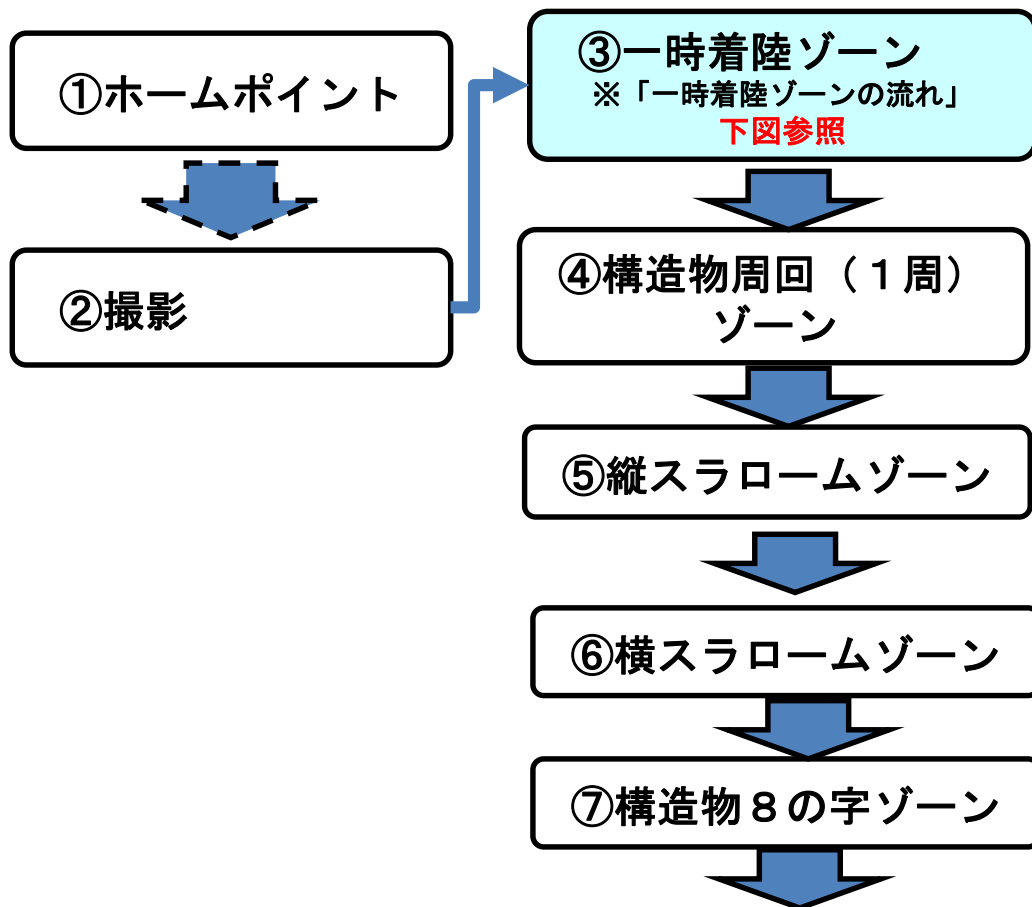 ①ホームポイント
②撮影
③一時着陸ゾーン
※「一時着陸ゾーンの流れ」
下図参照
④構造物周回（１周）
ゾーン
⑤縦スラロームゾーン
⑥横スラロームゾーン
⑦構造物８の字ゾーン